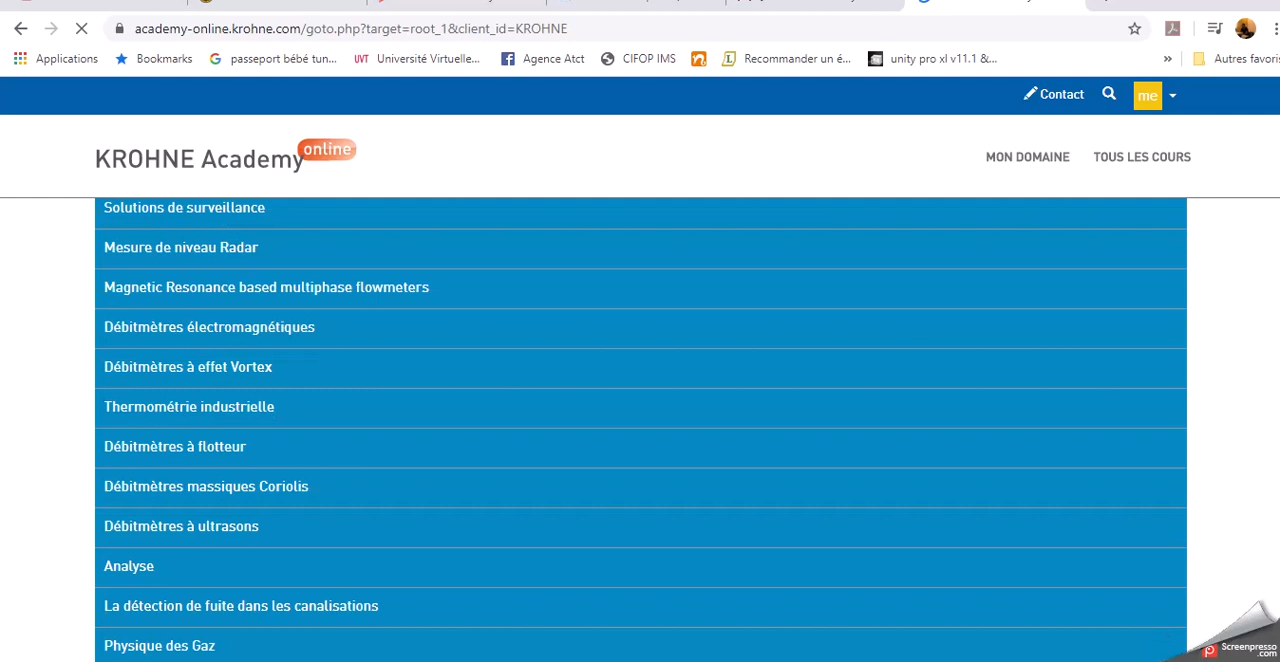 academy-online.krohne.com/goto.php?target=root_1&client_id=KROHNE
Applications Bookmarks passeport bébé tun... UVT Université Virtuelle... Agence Atct CIFOP IMS Recommander un é... unity pro xl v11.1 &... » Autres favoris
Contact me
KROHNE Academy online MON DOMAINE TOUS LES COURS
Solutions de surveillance
Mesure de niveau Radar
Magnetic Resonance based multiphase flowmeters
Débitmètres électromagnétiques
Débitmètres à effet Vortex
Thermométrie industrielle
Débitmètres à flotteur
Débitmètres massiques Coriolis
Débitmètres à ultrasons
Analyse
La détection de fuite dans les canalisations
Physique des Gaz
Screenpresso
.com